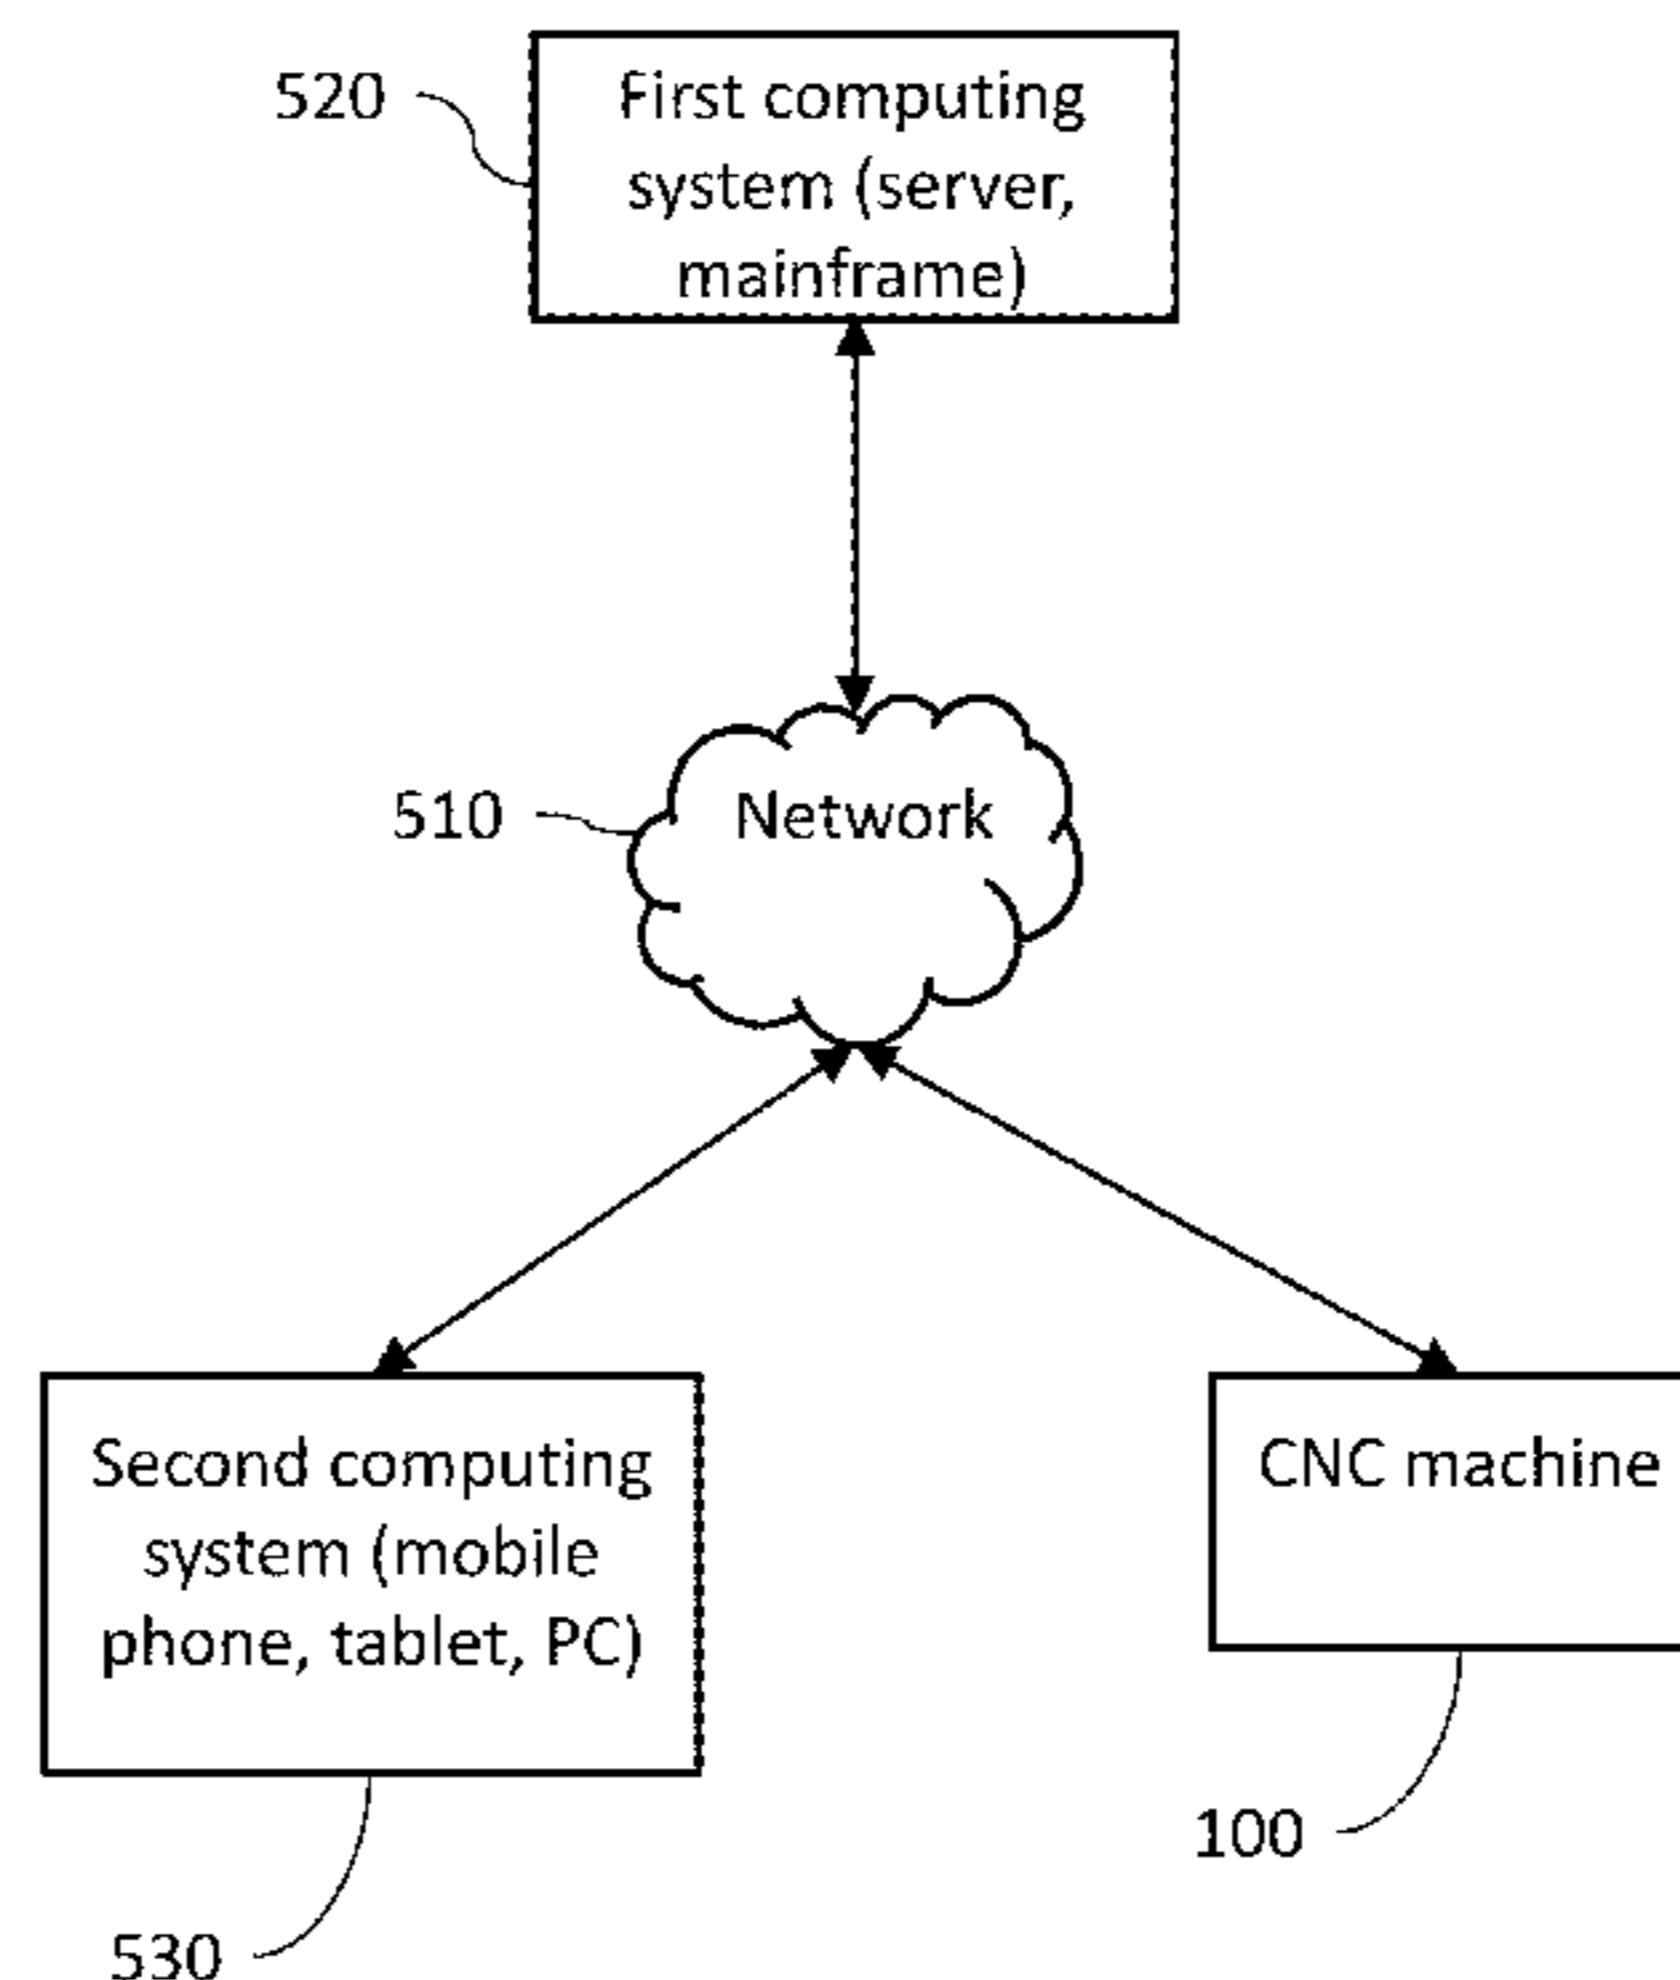 520
First computing
system (server,
mainframe)
510
Network
Second computing
system (mobile
phone, tablet, PC)
CNC machine
100
530